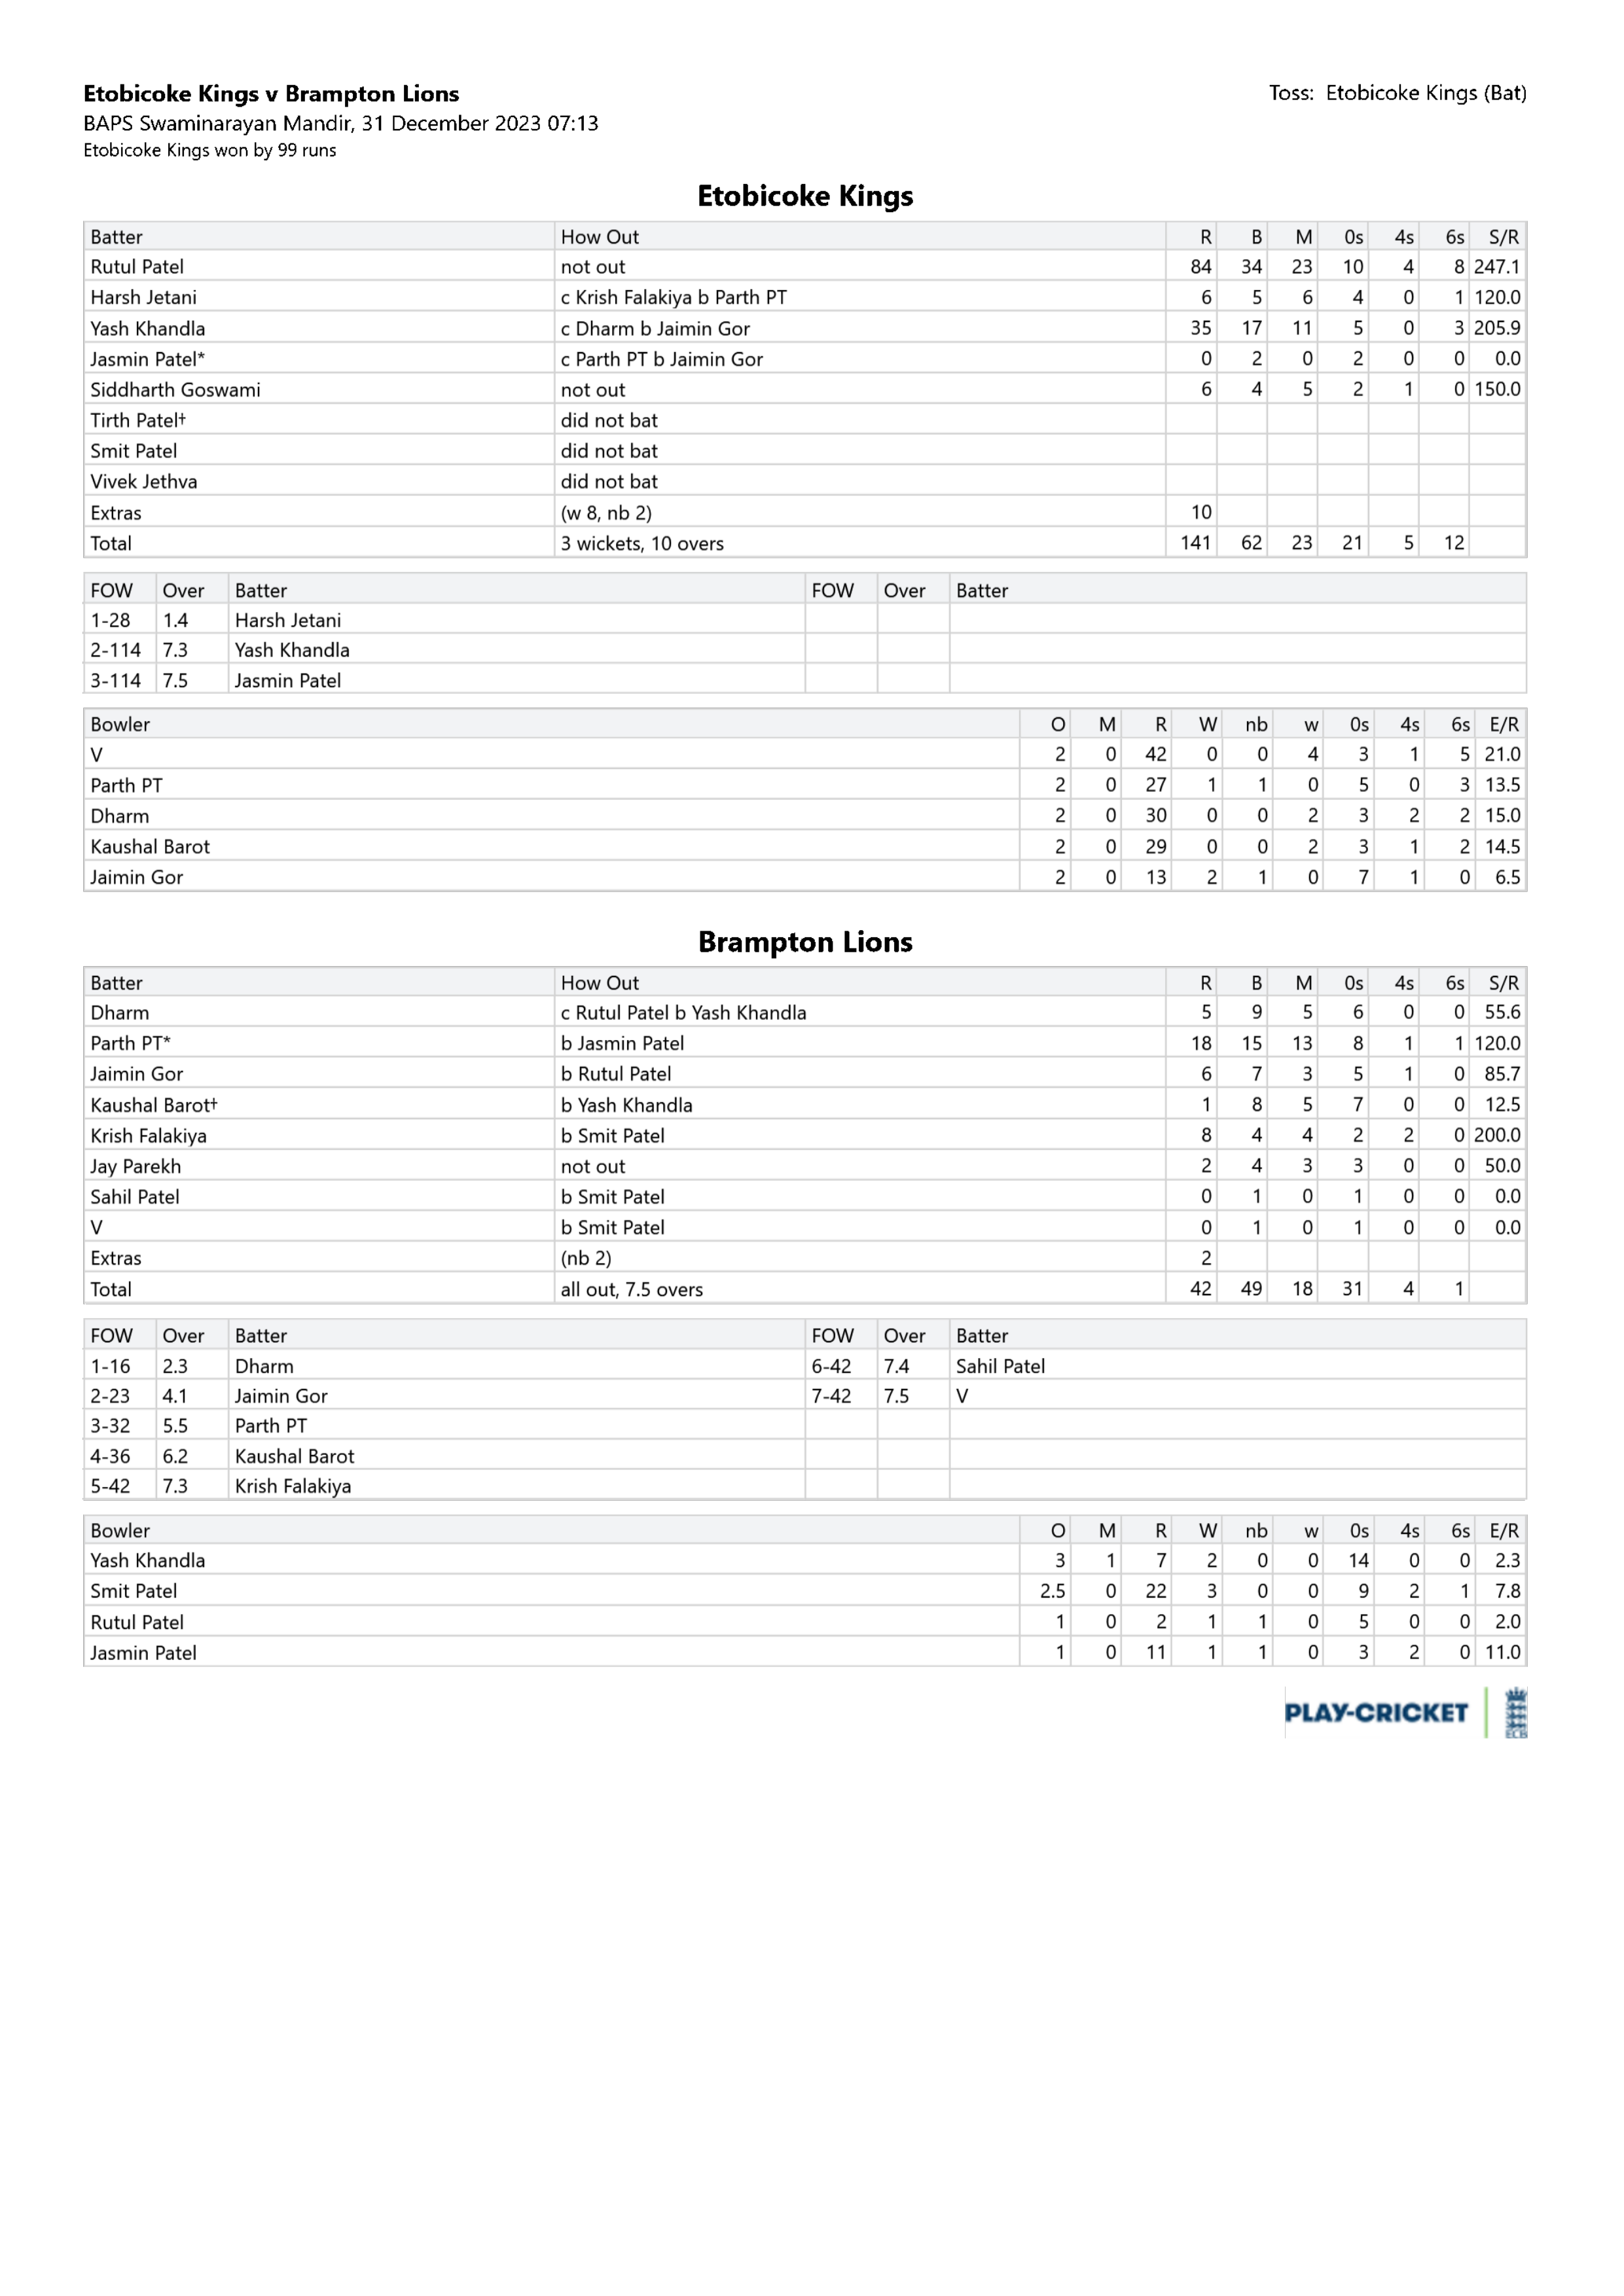 Etobicoke Kings v Brampton Lions
Toss: Etobicoke Kings (Bat)
BAPS Swaminarayan Mandir, 31 December 2023 07:13
Etobicoke Kings won by 99 runs
Etobicoke Kings
Batter How Out R B M 0s 4s 6s S/R
Rutul Patel not out 84 34 23 10 4 8 247.1
Harsh Jetani c Krish Falakiya b Parth PT 6 5 6 4 0 1 120.0
Yash Khandla c Dharm b Jaimin Gor 35 17 11 5 0 3 205.9
Jasmin Patel* c Parth PT b Jaimin Gor 0 2 0 2 0 0 0.0
Siddharth Goswami not out 6 4 5 2 1 0 150.0
Tirth Patel† did not bat
Smit Patel did not bat
Vivek Jethva did not bat
Extras (w 8, nb 2) 10
Total 3 wickets, 10 overs 141 62 23 21 5 12
FOW Over Batter FOW Over Batter
1-28 1.4 Harsh Jetani
2-114 7.3 Yash Khandla
3-114 7.5 Jasmin Patel
Bowler O M R W nb w 0s 4s 6s E/R
V 2 0 42 0 0 4 3 1 5 21.0
Parth PT 2 0 27 1 1 0 5 0 3 13.5
Dharm 2 0 30 0 0 2 3 2 2 15.0
Kaushal Barot 2 0 29 0 0 2 3 1 2 14.5
Jaimin Gor 2 0 13 2 1 0 7 1 0 6.5
Brampton Lions
Batter How Out R B M 0s 4s 6s S/R
Dharm c Rutul Patel b Yash Khandla 5 9 5 6 0 0 55.6
Parth PT* b Jasmin Patel 18 15 13 8 1 1 120.0
Jaimin Gor b Rutul Patel 6 7 3 5 1 0 85.7
Kaushal Barot† b Yash Khandla 1 8 5 7 0 0 12.5
Krish Falakiya b Smit Patel 8 4 4 2 2 0 200.0
Jay Parekh not out 2 4 3 3 0 0 50.0
Sahil Patel b Smit Patel 0 1 0 1 0 0 0.0
V b Smit Patel 0 1 0 1 0 0 0.0
Extras (nb 2) 2
Total all out, 7.5 overs 42 49 18 31 4 1
FOW Over Batter FOW Over Batter
1-16 2.3 Dharm 6-42 7.4 Sahil Patel
2-23 4.1 Jaimin Gor 7-42 7.5 V
3-32 5.5 Parth PT
4-36 6.2 Kaushal Barot
5-42 7.3 Krish Falakiya
Bowler O M R W nb w 0s 4s 6s E/R
Yash Khandla 3 1 7 2 0 0 14 0 0 2.3
Smit Patel 2.5 0 22 3 0 0 9 2 1 7.8
Rutul Patel 1 0 2 1 1 0 5 0 0 2.0
Jasmin Patel 1 0 11 1 1 0 3 2 0 11.0
PLAY-CRICKET
ECB